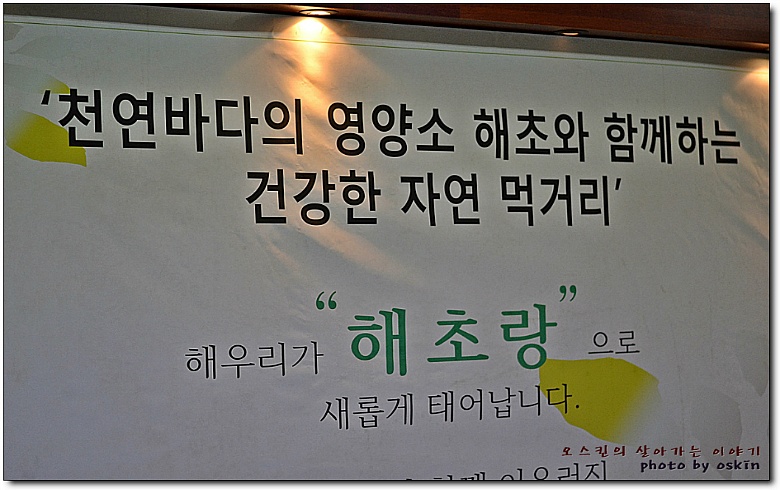 ‘천연바다의 영양소 해초와 함께하는
건강한 자연 먹거리’
해우리가 “해초랑”으로
새롭게 태어납니다.
오스킨의 살아가는 이야기
photo by oskin